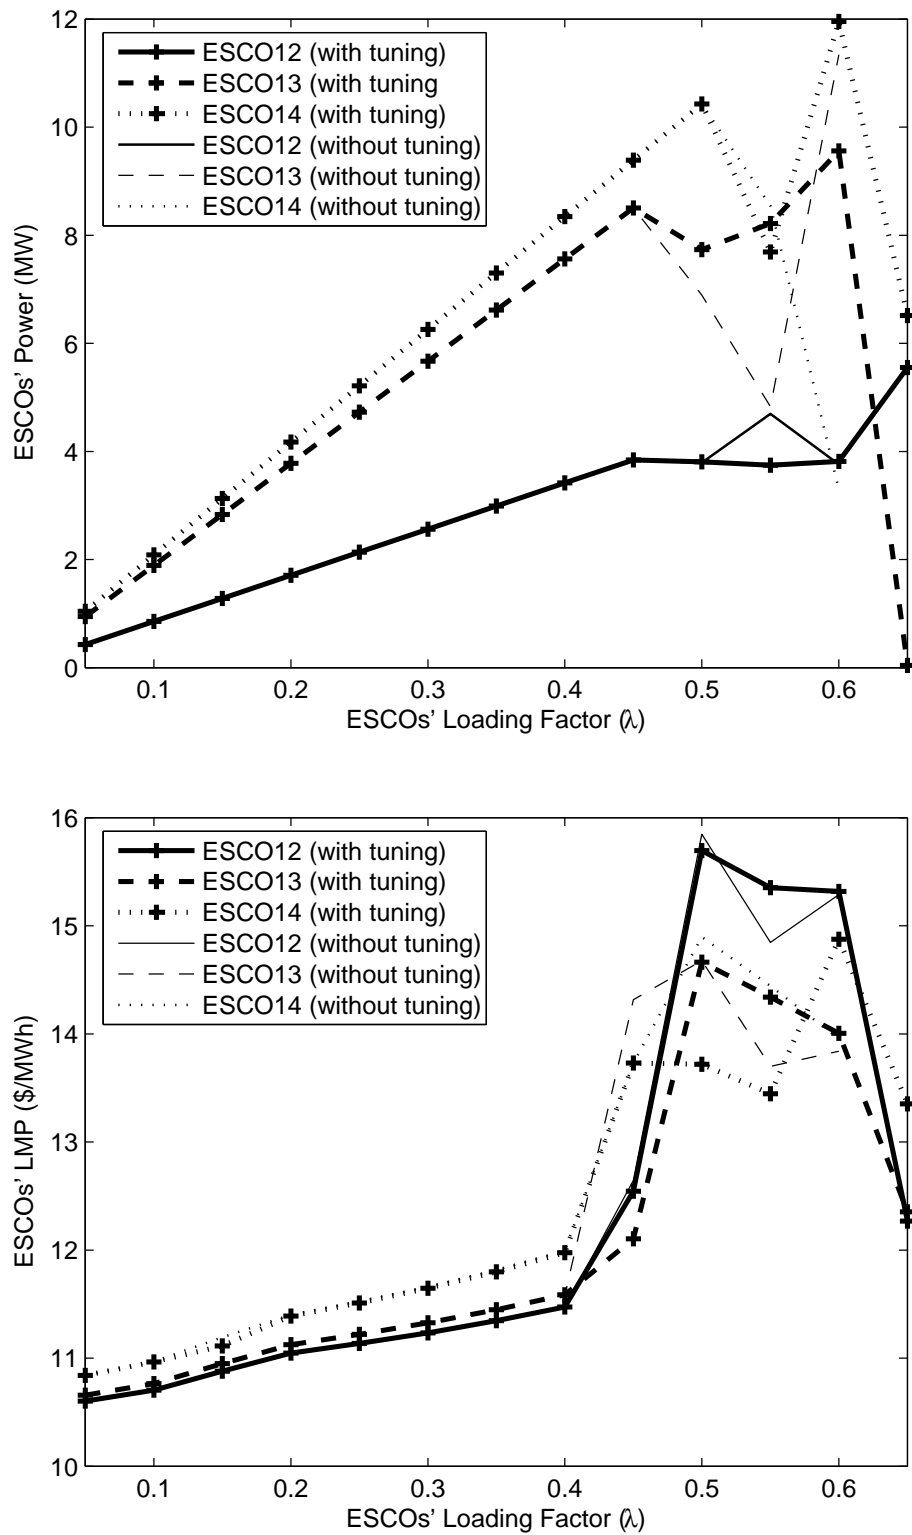 12
10
8
6
4
2
0
ESCOs' Power (MW)
ESCO12 (with tuning)
ESCO13 (with tuning
ESCO14 (with tuning)
ESCO12 (without tuning)
ESCO13 (without tuning)
ESCO14 (without tuning)
0.1 0.2 0.3 0.4 0.5 0.6
ESCOs' Loading Factor (λ)
16
15
14
13
12
11
10
ESCOs' LMP ($/MWh)
ESCO12 (with tuning)
ESCO13 (with tuning)
ESCO14 (with tuning)
ESCO12 (without tuning)
ESCO13 (without tuning)
ESCO14 (without tuning)
0.1 0.2 0.3 0.4 0.5 0.6
ESCOs' Loading Factor (λ)